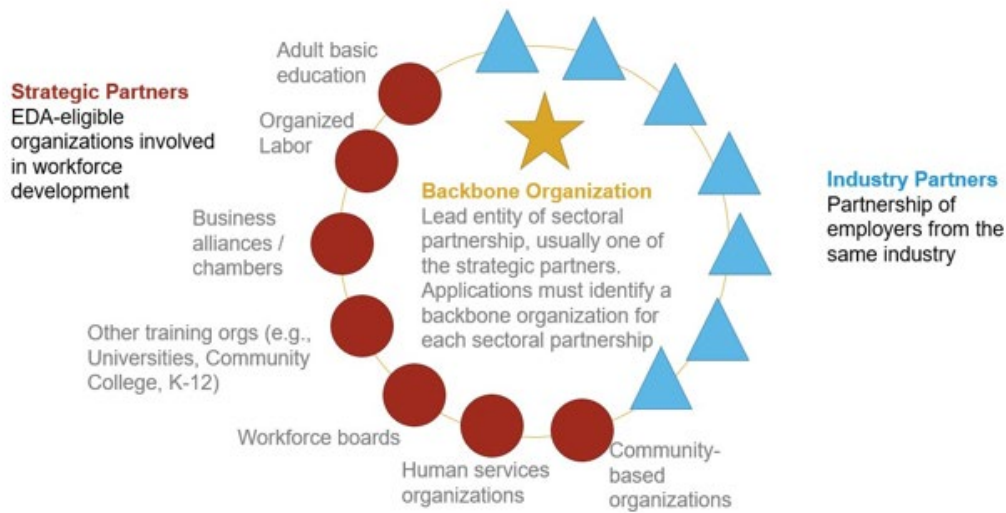 Strategic Partners
EDA-eligible
organizations involved
in workforce
development
Adult basic
education
Organized
Labor
Business
alliances /
chambers
Other training orgs (e.g.,
Universities, Community
College, K-12)
Workforce boards
Human services
organizations
Community-
based
organizations
Backbone Organization
Lead entity of sectoral
partnership, usually one of
the strategic partners.
Applications must identify a
backbone organization for
each sectoral partnership
Industry Partners
Partnership of
employers from the
same industry